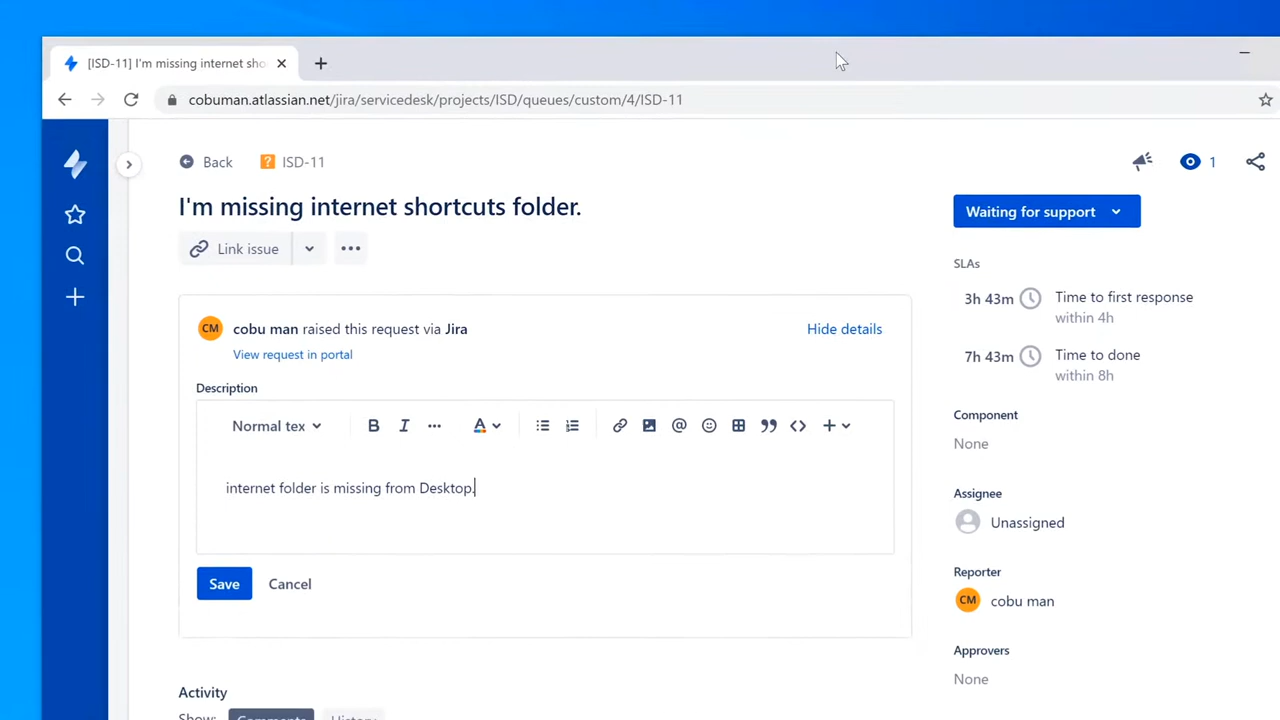 [ISD-11] I'm missing internet sho
cobuman.atlassian.net/jira/servicedesk/projects/ISD/queues/custom/4/ISD-11
Back
ISD-11
1
I'm missing internet shortcuts folder.
Link issue
Waiting for support
SLAs
3h 43m
Time to first response
within 4h
7h 43m
Time to done
within 8h
CM
cobu man raised this request via Jira
Hide details
View request in portal
Description
Normal tex
B I A
internet folder is missing from Desktop.
Save
Cancel
Component
None
Assignee
Unassigned
Reporter
CM
cobu man
Approvers
None
Activity
Show:
Comments
History